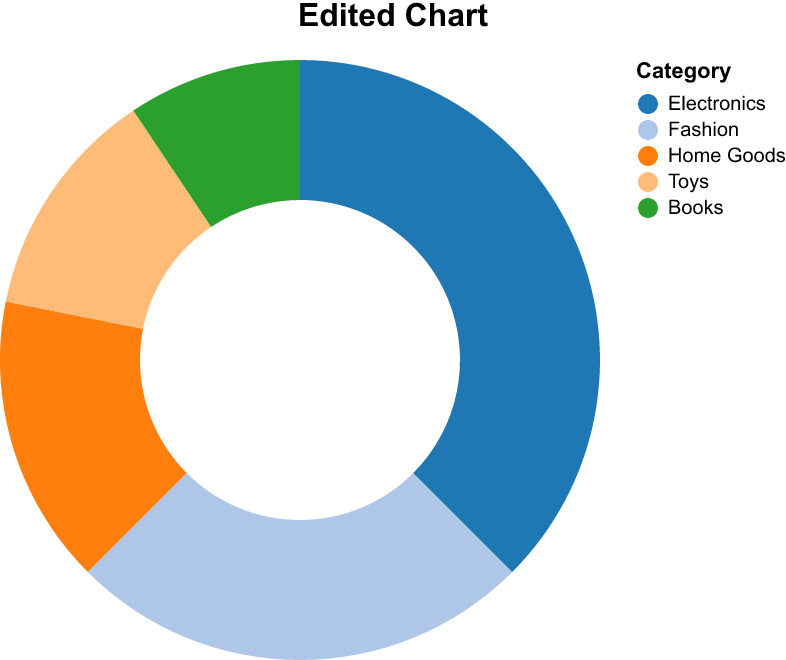 Edited Chart
Category
Electronics
Fashion
Home Goods
Toys
Books